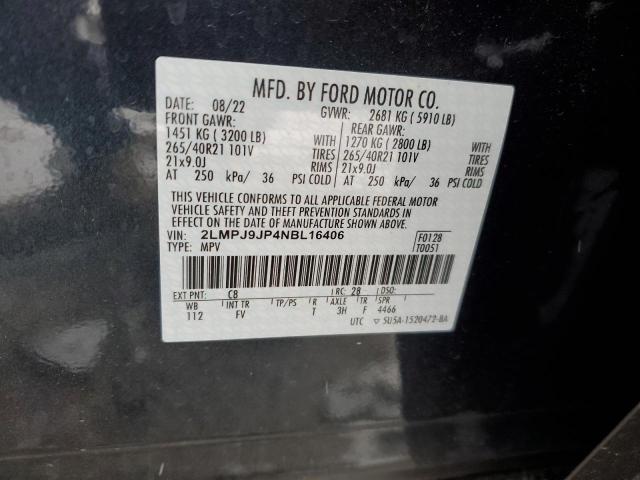 MFD. BY FORD MOTOR CO.
DATE: 08/22 GVWR: 2681 KG ( 5910 LB)
FRONT GAWR: REAR GAWR:
1451 KG ( 3200 LB) WITH 1270 KG ( 2800 LB) WITH
265/40R21 101V TIRES 265/40R21 101V TIRES
21x9.0J RIMS 21x9.0J RIMS
AT 250 kPa/ 36 PSI COLD AT 250 kPa/ 36 PSI COLD
THIS VEHICLE CONFORMS TO ALL APPLICABLE FEDERAL MOTOR
VEHICLE SAFETY AND THEFT PREVENTION STANDARDS IN
EFFECT ON THE DATE OF MANUFACTURE SHOWN ABOVE.
VIN: 2LMPJ9JP4NBL16406 F0128
TYPE: MPV T0051
EXT PNT: C8 RC: 28 DSO:
WB INT TR TP/PS R AXLE TR SPR
112 FV T 3H F 4466
UTC ▽ 5U5A-1520472-BA